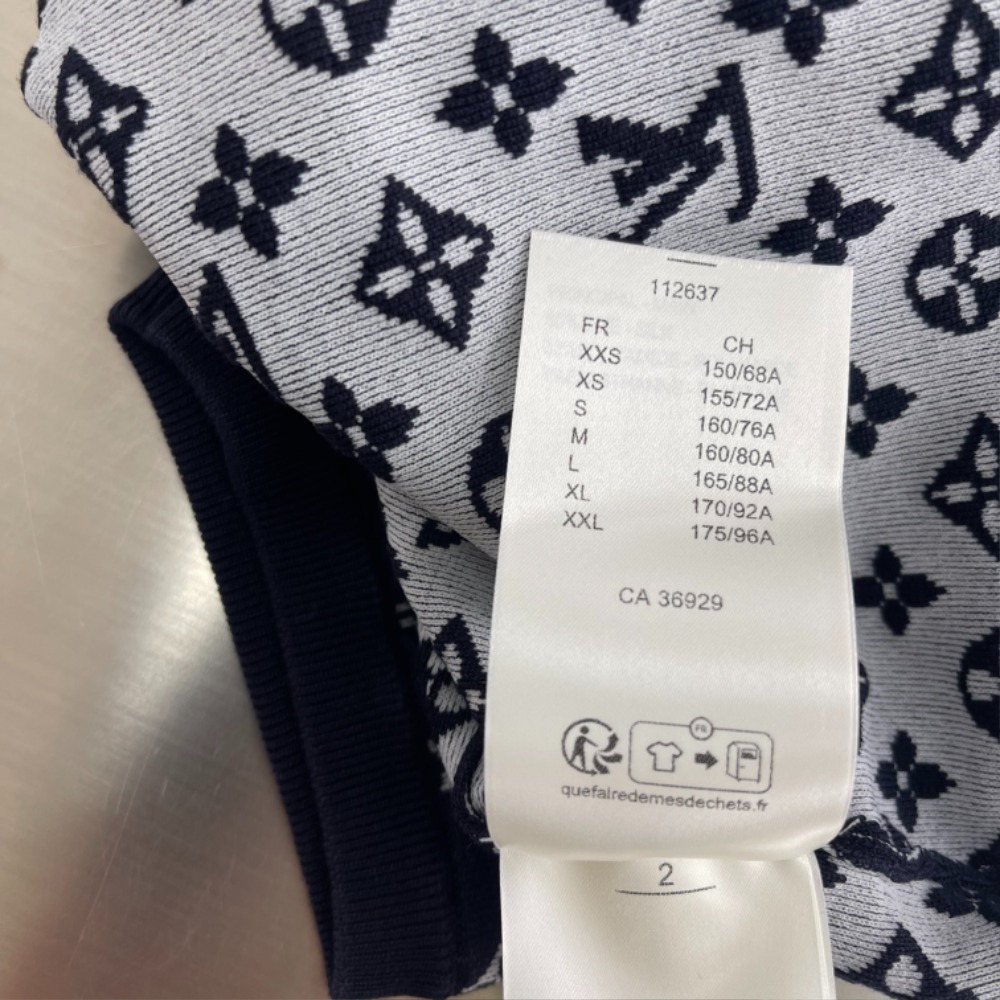 112637
FR CH
XXS 150/68A
XS 155/72A
S 160/76A
M 160/80A
L 165/88A
XL 170/92A
XXL 175/96A
CA 36929
FR
quefairedemesdechets.fr
2